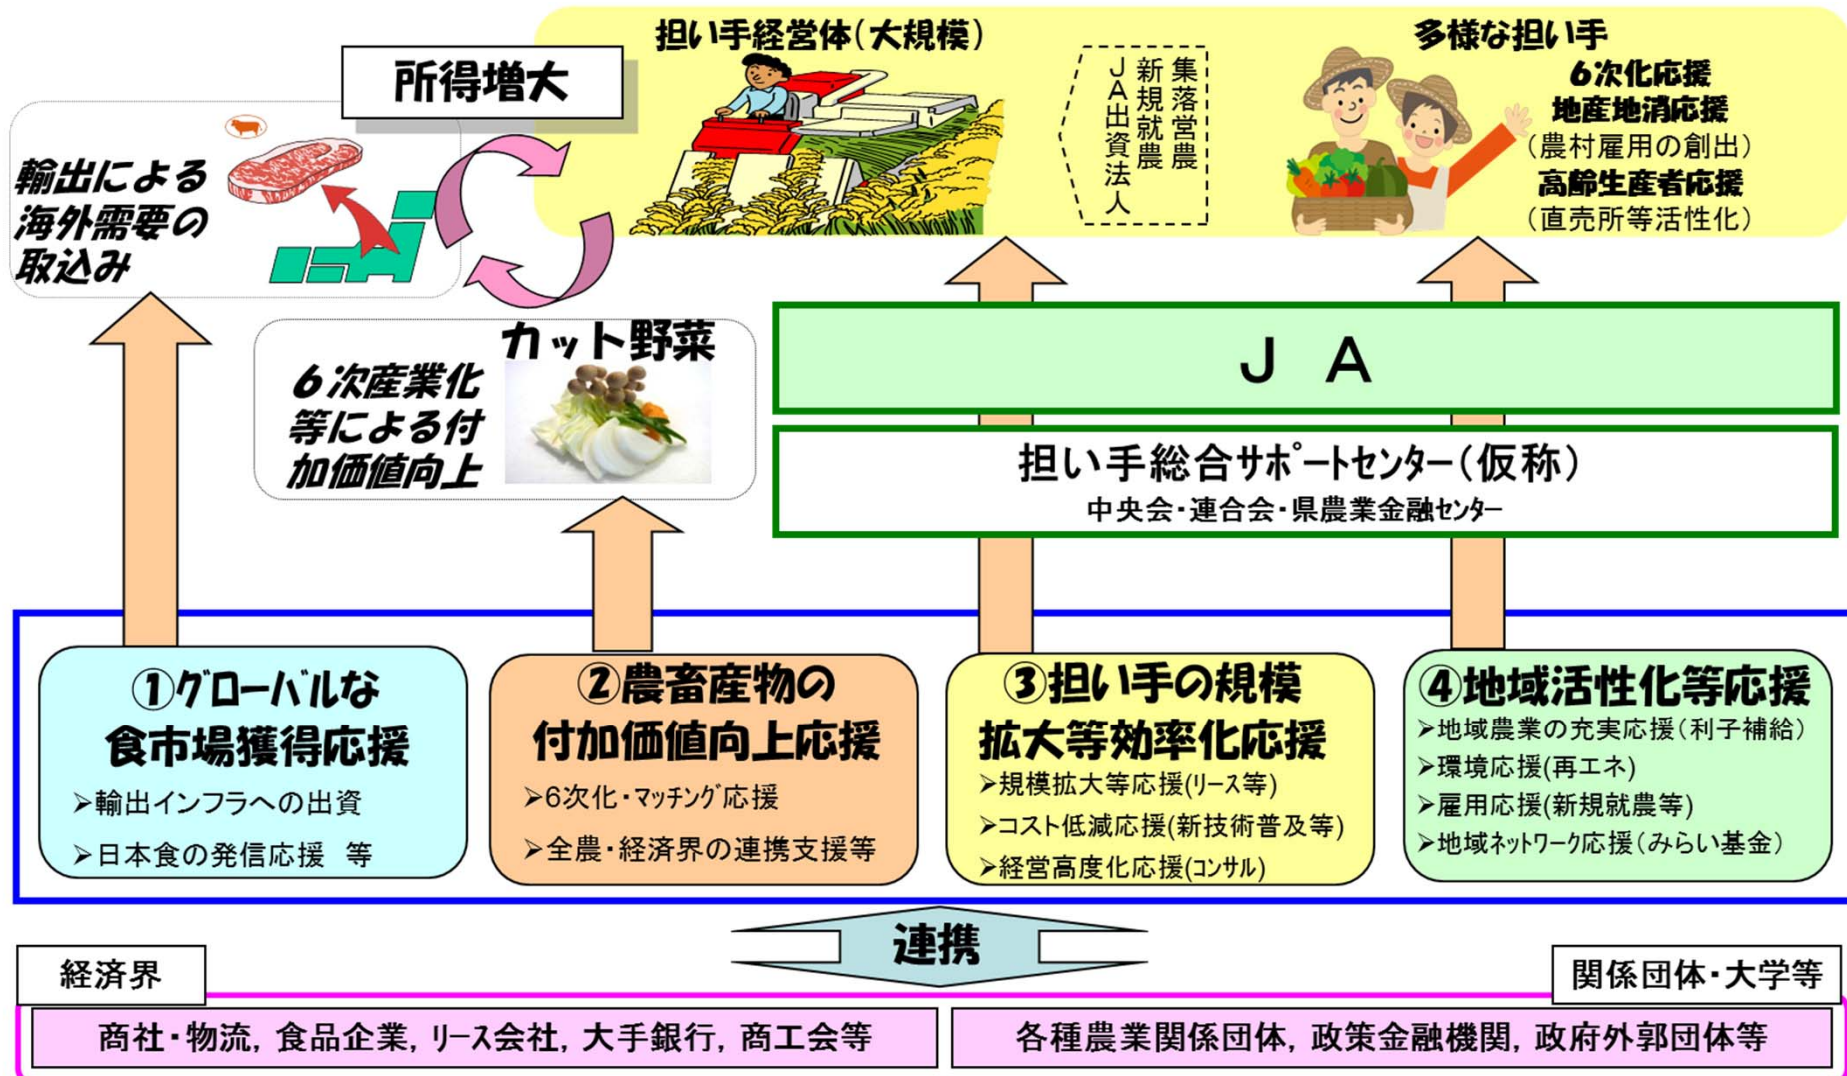 担い手経営体(大規模)
多様な担い手
所得増大
集落営農
新規就農
JA出資法人
6次化応援
地産地消応援
(農村雇用の創出)
高齢生産者応援
(直売所等活性化)
輸出による
海外需要の
取込み
カット野菜
6次産業化
等による付
加価値向上
JA
担い手総合サポートセンター(仮称)
中央会・連合会・県農業金融センター
①グローバルな
食市場獲得応援
➢輸出インフラへの出資
➢日本食の発信応援 等
②農畜産物の
付加価値向上応援
➢6次化・マッチング応援
➢全農・経済界の連携支援等
③担い手の規模
拡大等効率化応援
➢規模拡大等応援(リース等)
➢コスト低減応援(新技術普及等)
➢経営高度化応援(コンサル)
④地域活性化等応援
➢地域農業の充実応援(利子補給)
➢環境応援(再エネ)
➢雇用応援(新規就農等)
➢地域ネットワーク応援(みらい基金)
連携
経済界
関係団体・大学等
商社・物流, 食品企業, リース会社, 大手銀行, 商工会等
各種農業関係団体, 政策金融機関, 政府外郭団体等